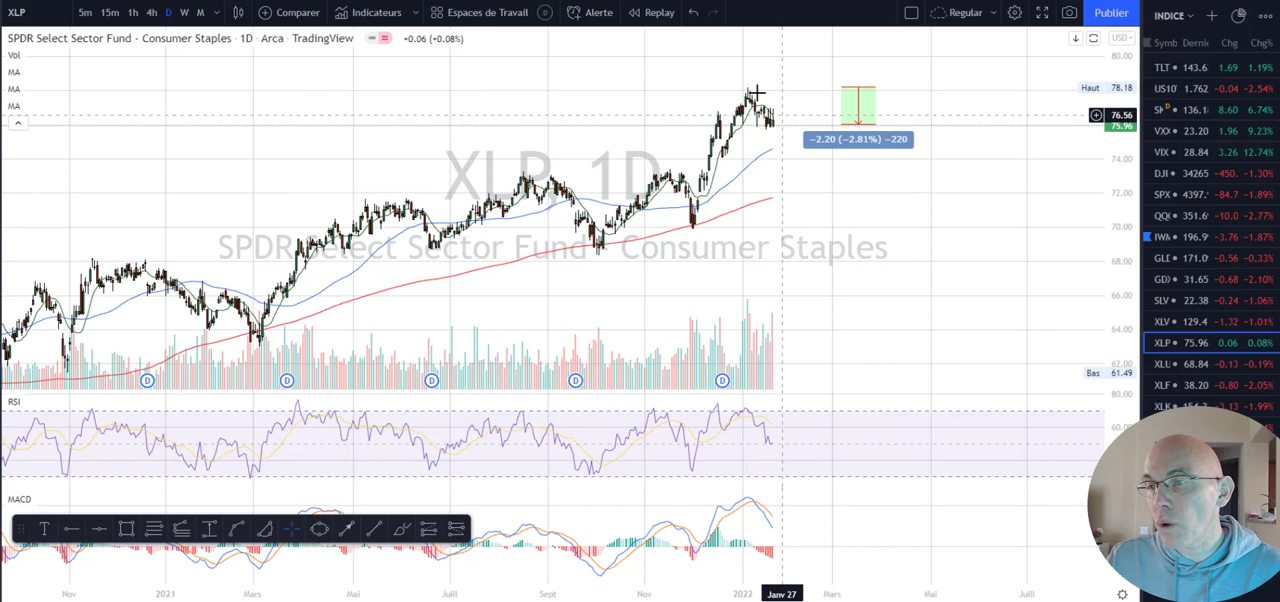 XLP 5m 15m 1h 4h D W M Comparer Indicateurs Espaces de Travail D Alerte Replay Regular Publier INDICE
SPDR Select Sector Fund - Consumer Staples · 1D · Arca · TradingView +0.06 (+0.08%) USD
Vol
MA
MA
MA
XLP, 1D
SPDR Select Sector Fund - Consumer Staples
−2.20 (−2.81%) −220
80.00
Haut 78.18
76.56
75.96
74.00
72.00
70.00
68.00
66.00
64.00
62.00
Bas 61.49
D D D D D
RSI
60.00
MACD
T
Nov 2021 Mars Mai Juill Sept Nov 2022 Janv 27 Mars Mai Juill
Symb Dernie Chg Chg%
TLT 143.6 1.69 1.19%
US10 1.762 −0.04 −2.54%
D 136.1 8.60 6.74%
VXX 23.20 1.96 9.23%
VIX 28.84 3.26 12.74%
DJI 34265 −450. −1.30%
SPX 4397. −84.7 −1.89%
QQQ 351.6 −10.0 −2.77%
IWM 196.9 −3.76 −1.87%
GLD 171.0 −0.56 −0.33%
GDX 31.65 −0.68 −2.10%
SLV 22.38 −0.24 −1.06%
XLV 129.4 −1.32 −1.01%
XLP 75.96 0.06 0.08%
XLU 68.84 −0.13 −0.19%
XLF 38.20 −0.80 −2.05%
XLK −3.13 −1.99%